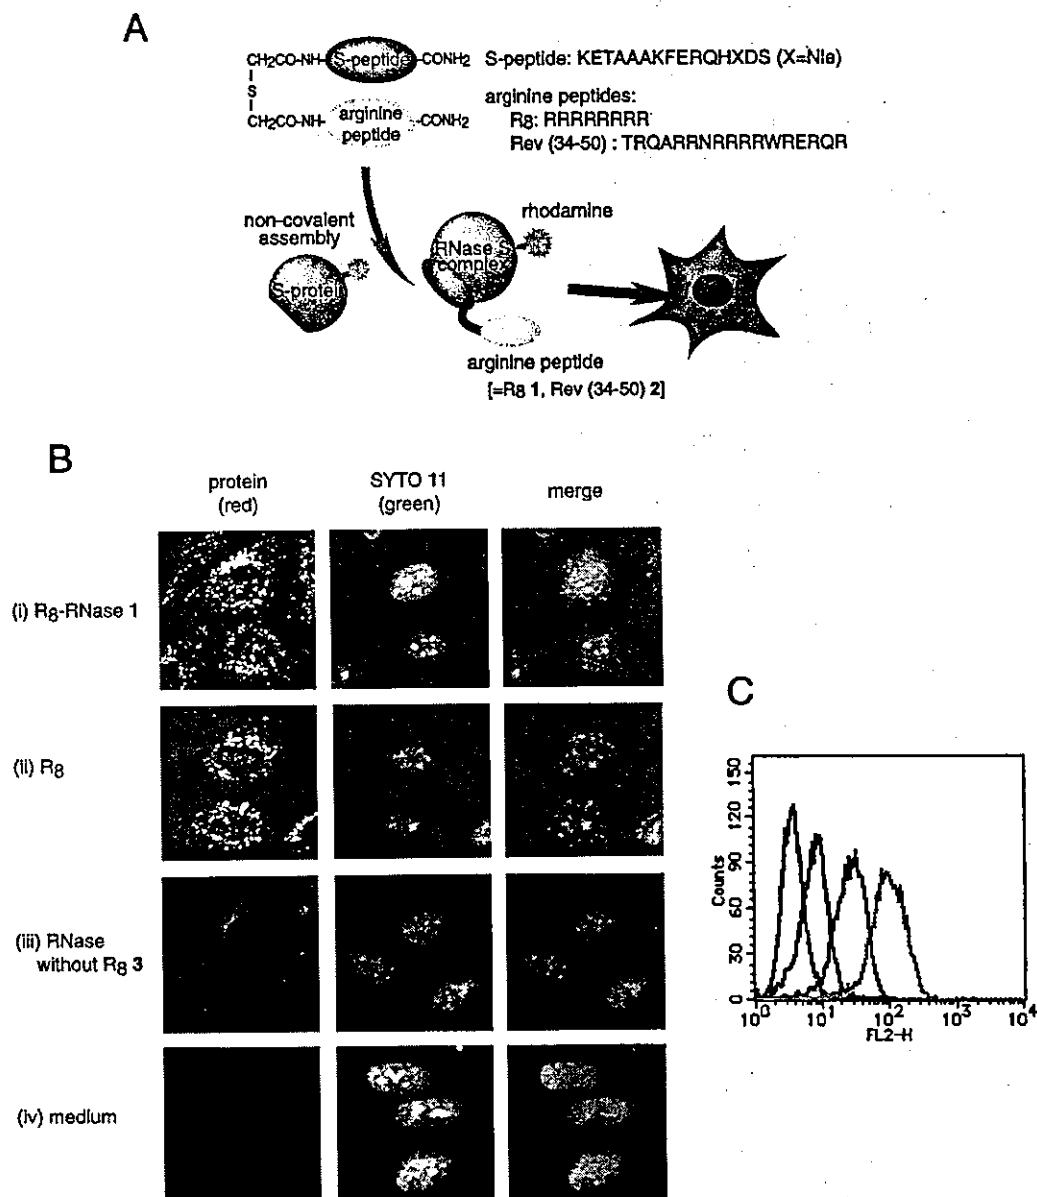 A
CH2CO-NH- S-peptide -CONH2 S-peptide: KETAAAKFERQHXDS (X=Nle)
S
arginine peptides:
CH2CO-NH- arginine peptide -CONH2
R8: RRRRRRRR
Rev (34-50) : TRQARRNRRRRWRERQR
non-covalent
assembly
rhodamine
RNase S
complex
S-protein
arginine peptide
[=R8 1, Rev (34-50) 2]
B
protein
(red)
SYTO 11
(green)
merge
(i) R8-RNase 1
(ii) R8
(iii) RNase
without R8 3
(iv) medium
C
150
120
90
60
30
0
Counts
10^0 10^1 10^2 10^3 10^4
FL2-H